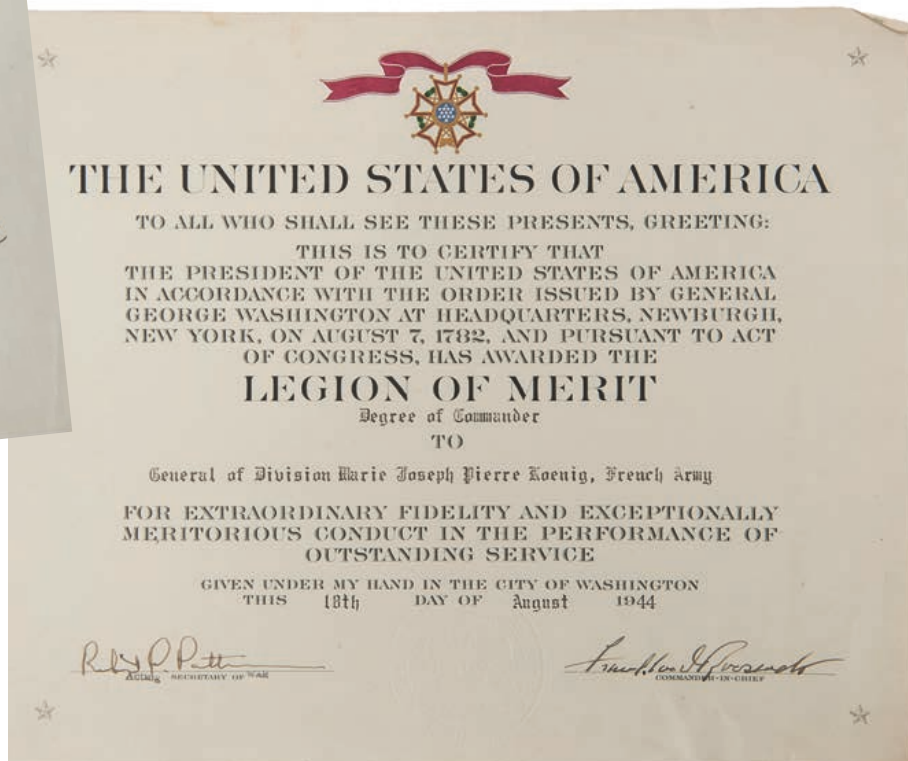 THE UNITED STATES OF AMERICA
TO ALL WHO SHALL SEE THESE PRESENTS, GREETING:
THIS IS TO CERTIFY THAT
THE PRESIDENT OF THE UNITED STATES OF AMERICA
IN ACCORDANCE WITH THE ORDER ISSUED BY GENERAL
GEORGE WASHINGTON AT HEADQUARTERS, NEWBURGH,
NEW YORK, ON AUGUST 7, 1782, AND PURSUANT TO ACT
OF CONGRESS, HAS AWARDED THE
LEGION OF MERIT
Degree of Commander
TO
General of Division Marie Joseph Pierre Koenig, French Army
FOR EXTRAORDINARY FIDELITY AND EXCEPTIONALLY
MERITORIOUS CONDUCT IN THE PERFORMANCE OF
OUTSTANDING SERVICE
GIVEN UNDER MY HAND IN THE CITY OF WASHINGTON
THIS 18th DAY OF August 1944
Robert P. Patterson Franklin D Roosevelt
Acting SECRETARY OF WAR COMMANDER-IN-CHIEF